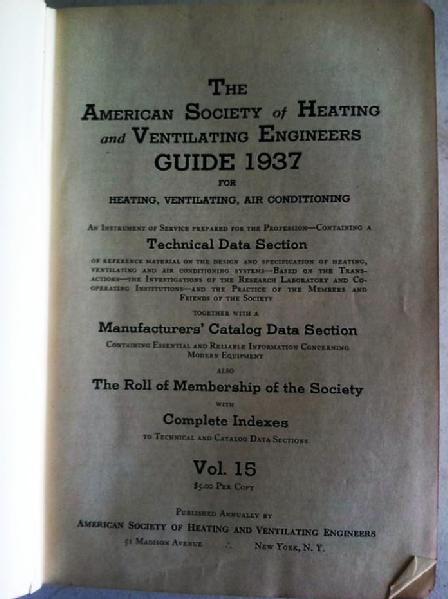 The
American Society of Heating
and Ventilating Engineers
GUIDE 1937
FOR
HEATING, VENTILATING, AIR CONDITIONING
An Instrument of Service prepared for the Profession—Containing a
Technical Data Section
of reference material on the design and specification of heating,
ventilating and air conditioning systems—Based on the Trans-
actions—the Investigations of the Research Laboratory and Co-
operating Institutions—and the Practice of the Members and
Friends of the Society
together with a
Manufacturers' Catalog Data Section
Containing Essential and Reliable Information Concerning
Modern Equipment
also
The Roll of Membership of the Society
with
Complete Indexes
to Technical and Catalog Data Sections
Vol. 15
$5.00 Per Copy
Published Annually by
American Society of Heating and Ventilating Engineers
51 Madison Avenue ∴ New York, N. Y.